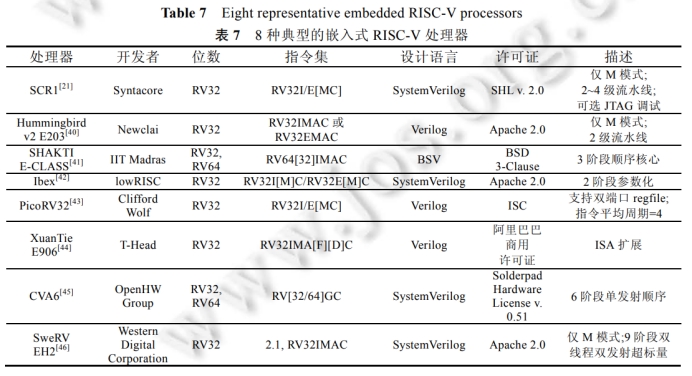 Table 7 Eight representative embedded RISC-V processors
表 7 8 种典型的嵌入式 RISC-V 处理器
处理器 开发者 位数 指令集 设计语言 许可证 描述
SCR1[21] Syntacore RV32 RV32I/E[MC] SystemVerilog SHL v. 2.0 仅 M 模式;
2~4 级流水线;
可选 JTAG 调试
Hummingbird
v2 E203[40] Newclai RV32 RV32IMAC 或
RV32EMAC Verilog Apache 2.0 仅 M 模式;
2 级流水线
SHAKTI
E-CLASS[41] IIT Madras RV32,
RV64 RV64[32]IMAC BSV BSD
3-Clause 3 阶段顺序核心
Ibex[42] lowRISC RV32 RV32I[M]C/RV32E[M]C SystemVerilog Apache 2.0 2 阶段参数化
PicoRV32[43] Clifford
Wolf RV32 RV32I/E[MC] Verilog ISC 支持双端口 regfile;
指令平均周期=4
XuanTie
E906[44] T-Head RV32 RV32IMA[F][D]C Verilog 阿里巴巴
商用
许可证 ISA 扩展
CVA6[45] OpenHW
Group RV32,
RV64 RV[32/64]GC SystemVerilog Solderpad
Hardware
License v.
0.51 6 阶段单发射顺序
SweRV
EH2[46] Western
Digital
Corporation RV32 2.1, RV32IMAC SystemVerilog Apache 2.0 仅 M 模式;9 阶段双
线程双发射超标量
www.jos.org.cn